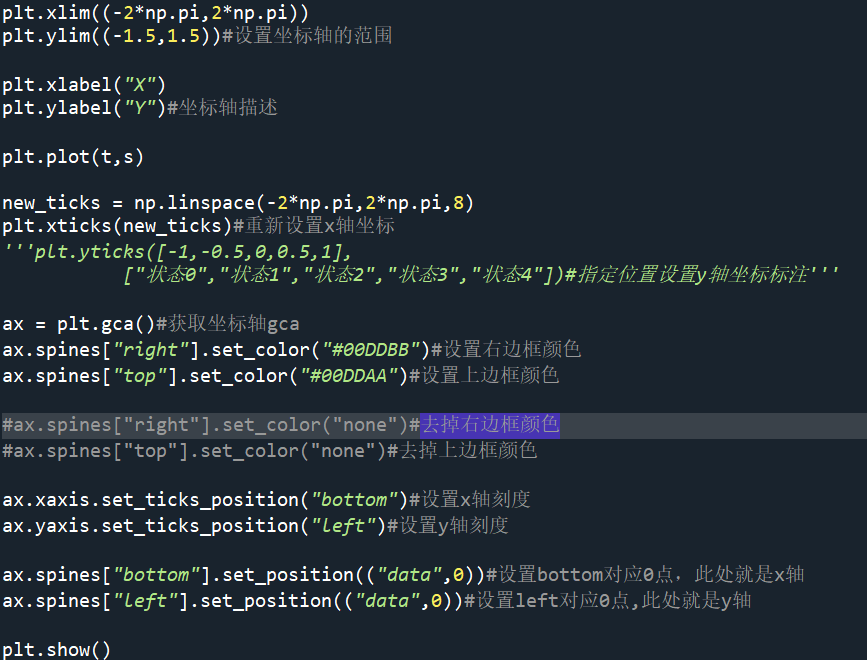 plt.xlim((-2*np.pi,2*np.pi))
plt.ylim((-1.5,1.5))#设置坐标轴的范围
plt.xlabel("X")
plt.ylabel("Y")#坐标轴描述
plt.plot(t,s)
new_ticks = np.linspace(-2*np.pi,2*np.pi,8)
plt.xticks(new_ticks)#重新设置x轴坐标
'''plt.yticks([-1,-0.5,0,0.5,1],
["状态0","状态1","状态2","状态3","状态4"])#指定位置设置y轴坐标标注'''
ax = plt.gca()#获取坐标轴gca
ax.spines["right"].set_color("#00DDBB")#设置右边框颜色
ax.spines["top"].set_color("#00DDAA")#设置上边框颜色
#ax.spines["right"].set_color("none")#去掉右边框颜色
#ax.spines["top"].set_color("none")#去掉上边框颜色
ax.xaxis.set_ticks_position("bottom")#设置x轴刻度
ax.yaxis.set_ticks_position("left")#设置y轴刻度
ax.spines["bottom"].set_position(("data",0))#设置bottom对应0点，此处就是x轴
ax.spines["left"].set_position(("data",0))#设置left对应0点,此处就是y轴
plt.show()